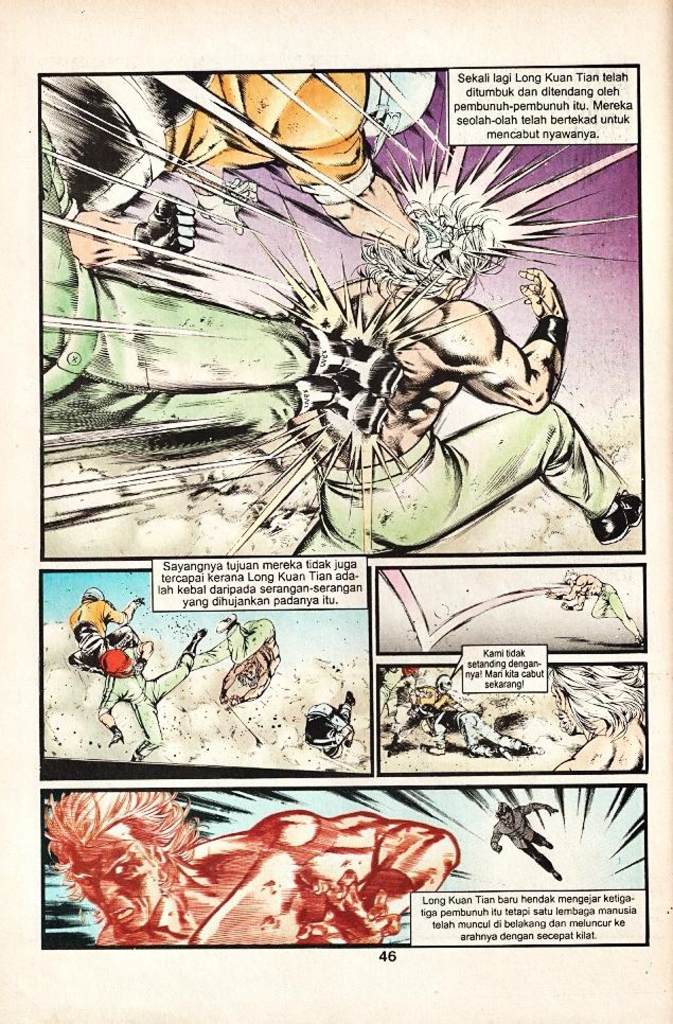 Sekali lagi Long Kuan Tian telah
ditumbuk dan ditendang oleh
pembunuh-pembunuh itu. Mereka
seolah-olah telah bertekad untuk
mencabut nyawanya.
Sayangnya tujuan mereka tidak juga
tercapai kerana Long Kuan Tian ada-
lah kebal daripada serangan-serangan
yang dihujankan padanya itu.
Kami tidak
setanding dengan-
nya! Mari kita cabut
sekarang!
Long Kuan Tian baru hendak mengejar ketiga-
tiga pembunuh itu tetapi satu lembaga manusia
telah muncul di belakang dan meluncur ke
arahnya dengan secepat kilat.
46